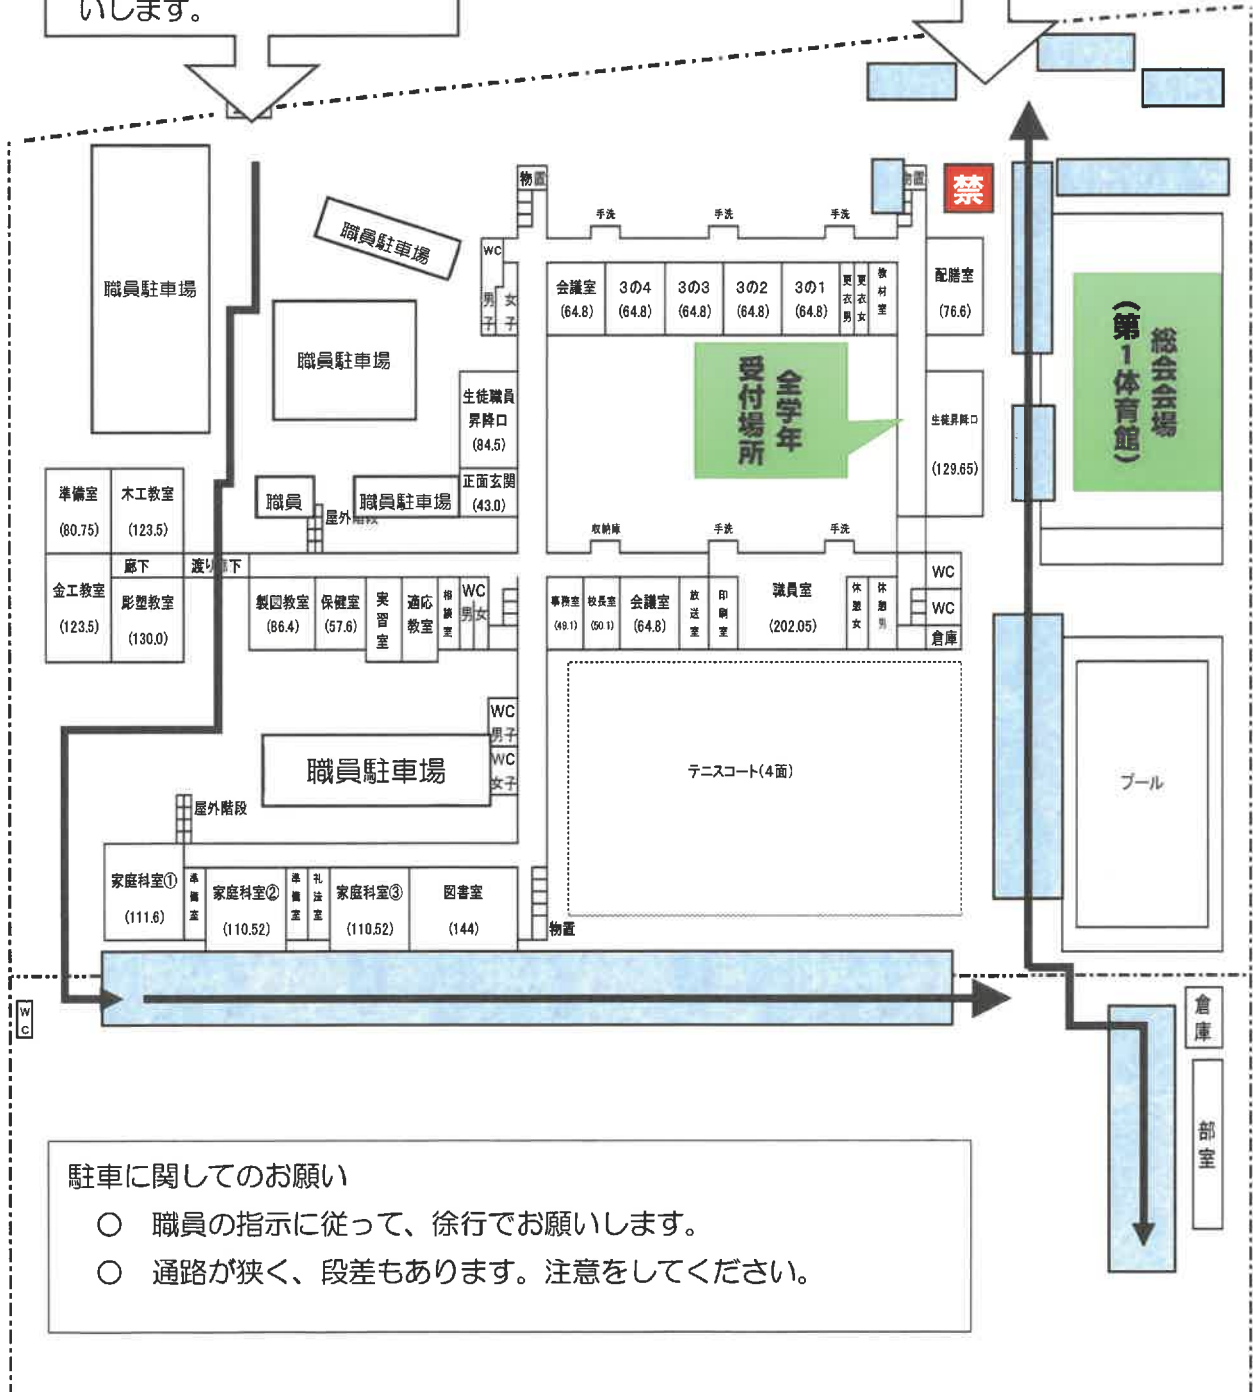 いします。
物置
手洗
手洗
手洗
物置
禁
職員駐車場
職員駐車場
職員駐車場
WC
男子
女子
会議室
(64.8)
3の4
(64.8)
3の3
(64.8)
3の2
(64.8)
3の1
(64.8)
更衣男
更衣女
教材室
配膳室
(76.6)
総会会場
(第1体育館)
全学年
受付場所
生徒職員
昇降口
(84.5)
正面玄関
(43.0)
生徒昇降口
(129.65)
準備室
(80.75)
木工教室
(123.5)
職員
職員駐車場
屋外階段
収納庫
手洗
手洗
廊下
渡り廊下
金工教室
(123.5)
彫塑教室
(130.0)
製図教室
(86.4)
保健室
(57.6)
実習室
適応
教室
相談室
WC
男
女
事務室
(49.1)
校長室
(50.1)
会議室
(64.8)
放送室
印刷室
職員室
(202.05)
休憩女
休憩男
WC
WC
倉庫
WC
男子
WC
女子
職員駐車場
テニスコート(4面)
プール
屋外階段
家庭科室①
(111.6)
準備室
家庭科室②
(110.52)
準備室
礼法室
家庭科室③
(110.52)
図書室
(144)
物置
WC
倉庫
部室
駐車に関してのお願い
○ 職員の指示に従って、徐行でお願いします。
○ 通路が狭く、段差もあります。注意をしてください。